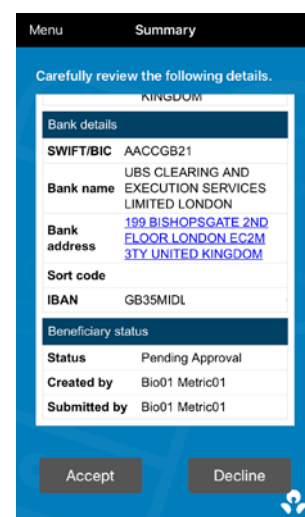 Menu Summary
Carefully review the following details.
KINGDOM
Bank details
SWIFT/BIC AACCGB21
Bank name UBS CLEARING AND
EXECUTION SERVICES
LIMITED LONDON
Bank address 199 BISHOPSGATE 2ND
FLOOR LONDON EC2M
3TY UNITED KINGDOM
Sort code
IBAN GB35MIDL
Beneficiary status
Status Pending Approval
Created by Bio01 Metric01
Submitted by Bio01 Metric01
Accept Decline